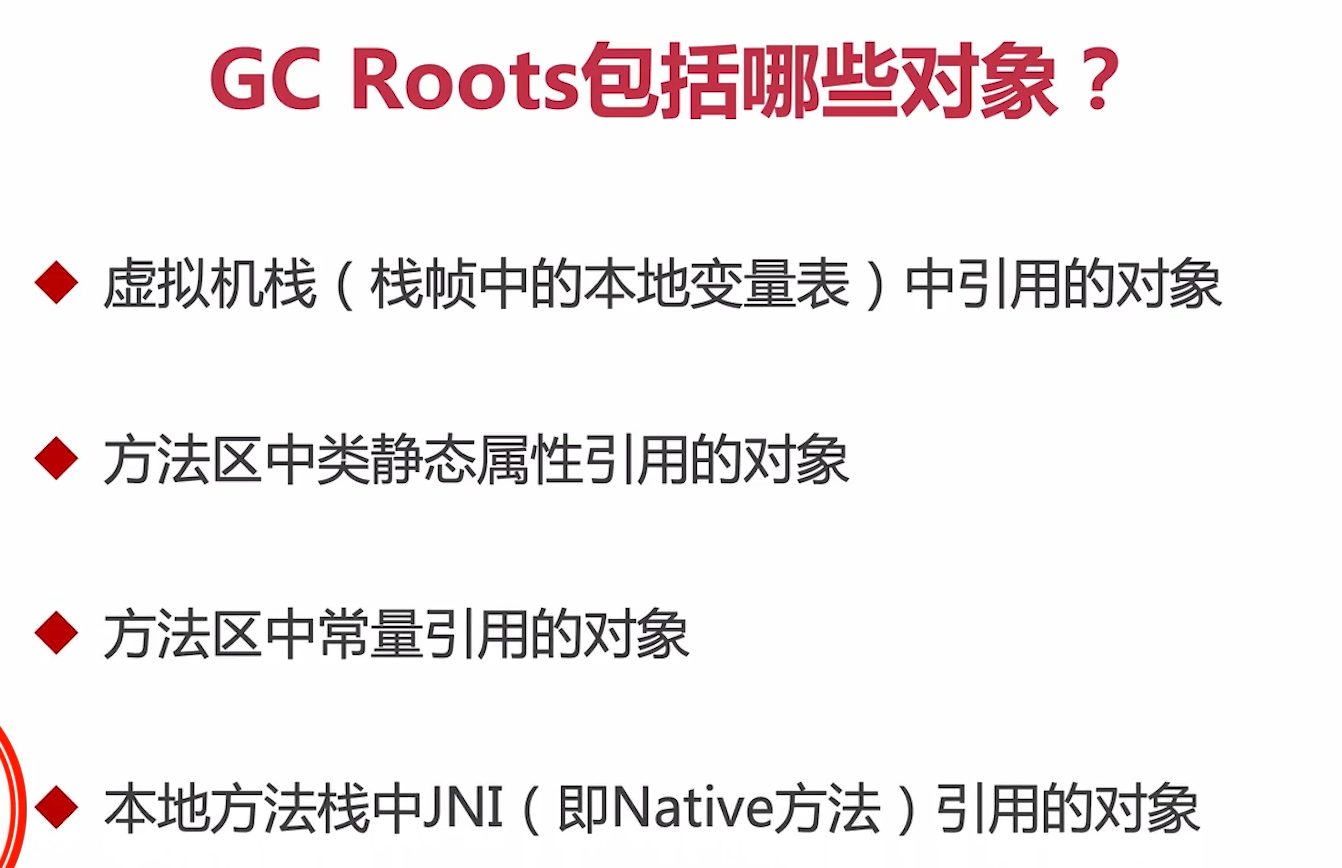 GC Roots包括哪些对象？
虚拟机栈（栈帧中的本地变量表）中引用的对象
方法区中类静态属性引用的对象
方法区中常量引用的对象
本地方法栈中JNI（即Native方法）引用的对象